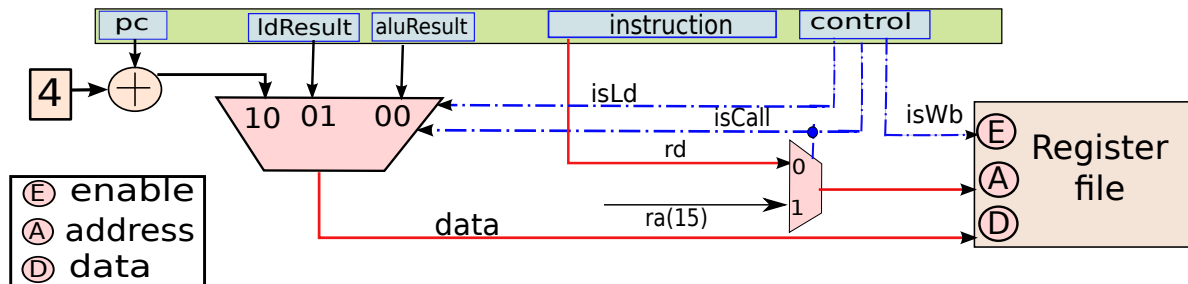 pc
ldResult
aluResult
instruction
control
4
10
01
00
isLd
isCall
isWb
rd
0
1
ra(15)
data
E
A
D
Register
file
E enable
A address
D data